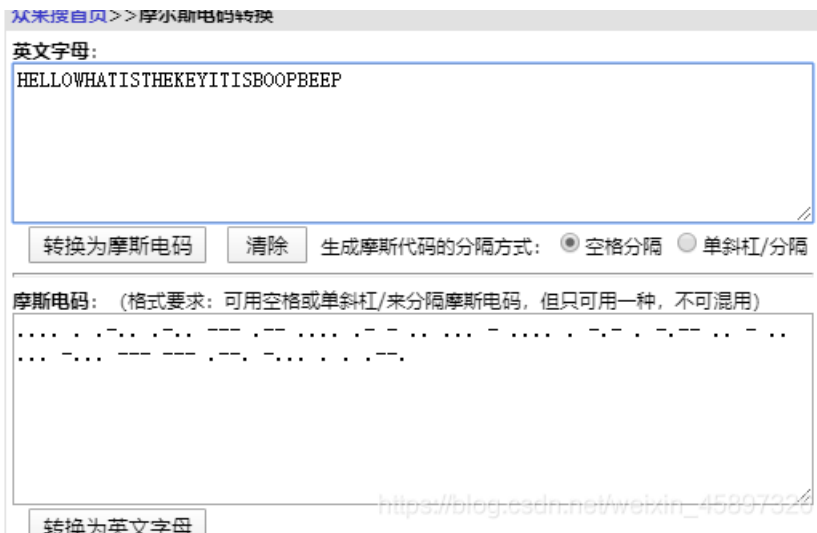 众果搜首页>>摩尔斯电码转换
英文字母:
HELLOWHATISTHEKEYITISBOOPBEEP
转换为摩斯电码 清除 生成摩斯代码的分隔方式: 空格分隔 单斜杠/分隔
摩斯电码: (格式要求: 可用空格或单斜杠/来分隔摩斯电码, 但只可用一种, 不可混用)
.... . .-.. .-.. --- .-- .... .- - .. ... - .... . -.- . -.-- .. - ..
... -... --- --- .--. -... . . .--.
https://blog.csdn.net/weixin_45897326
转换为英文字母